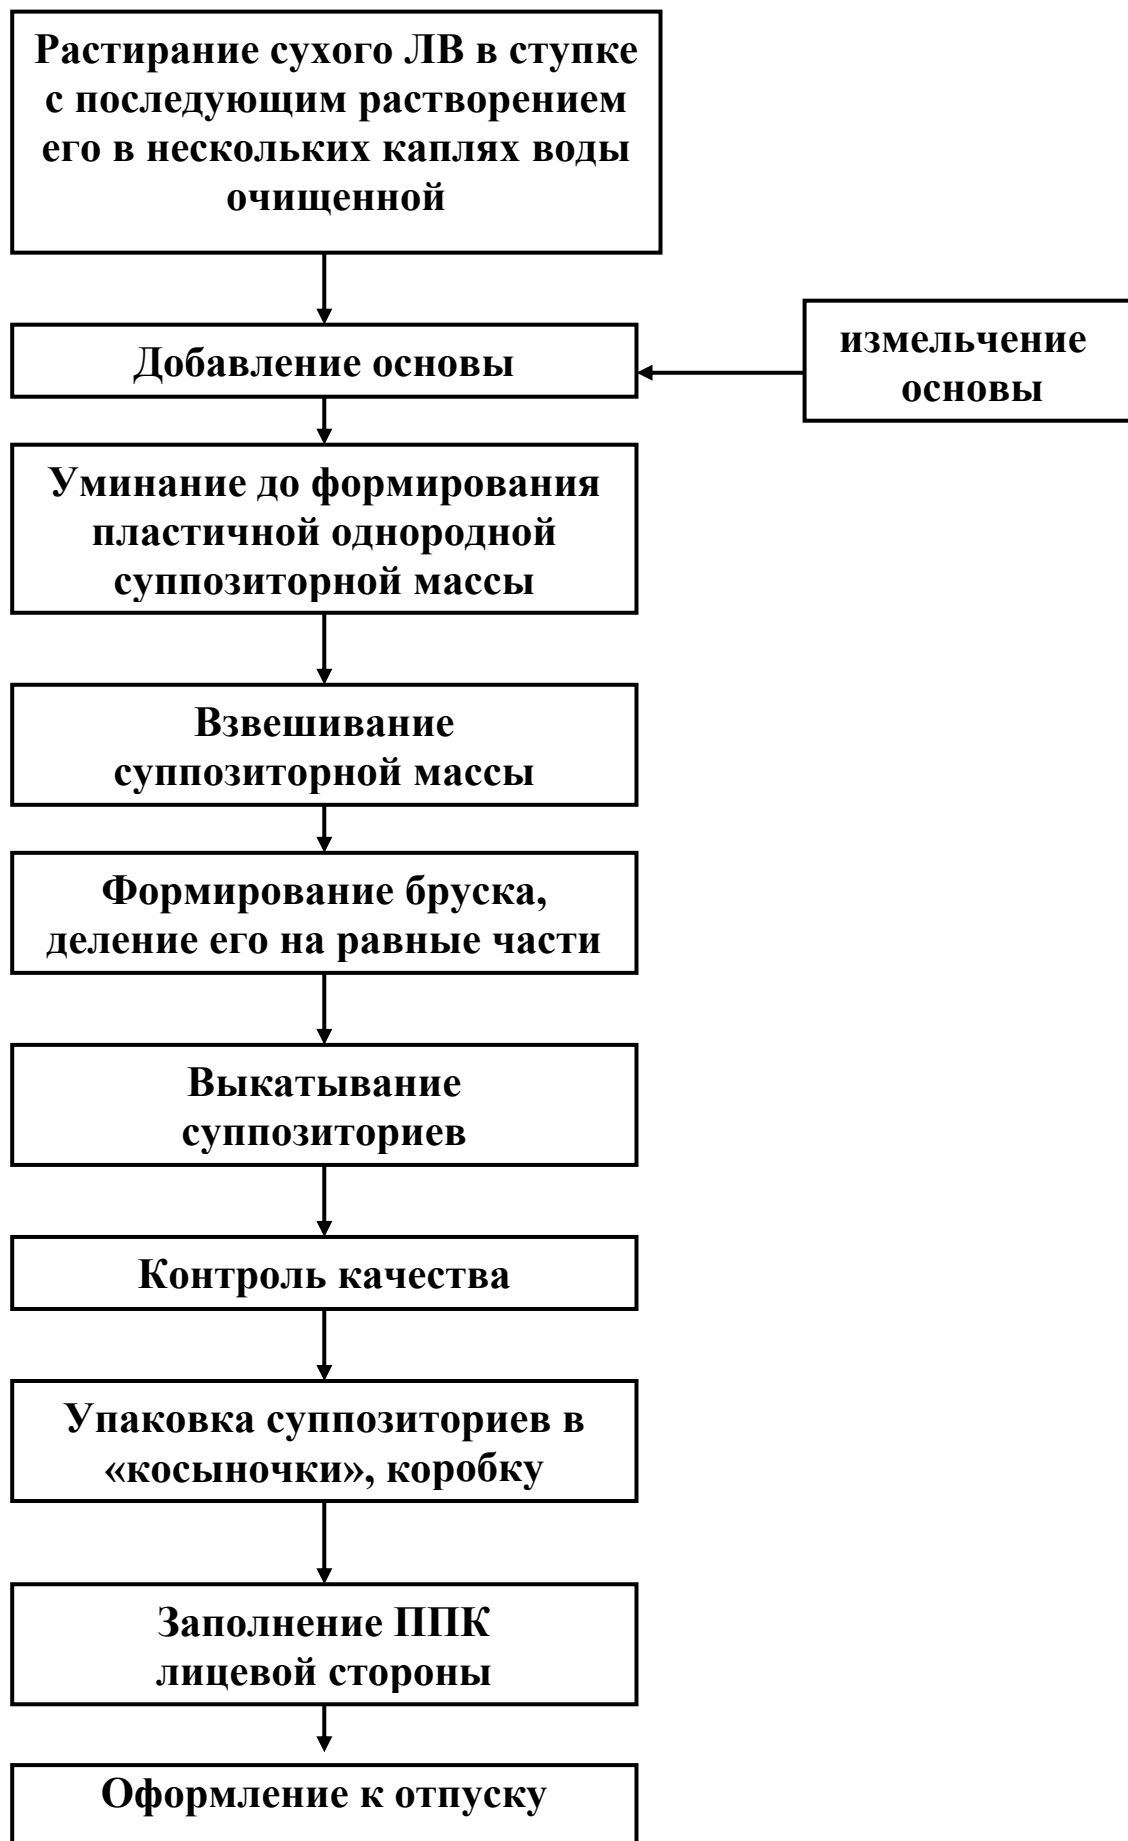 Растирание сухого ЛВ в ступке
с последующим растворением
его в нескольких каплях воды
очищенной
Добавление основы
измельчение
основы
Уминание до формирования
пластичной однородной
суппозиторной массы
Взвешивание
суппозиторной массы
Формирование бруска,
деление его на равные части
Выкатывание
суппозиториев
Контроль качества
Упаковка суппозиториев в
«косыночки», коробку
Заполнение ППК
лицевой стороны
Оформление к отпуску